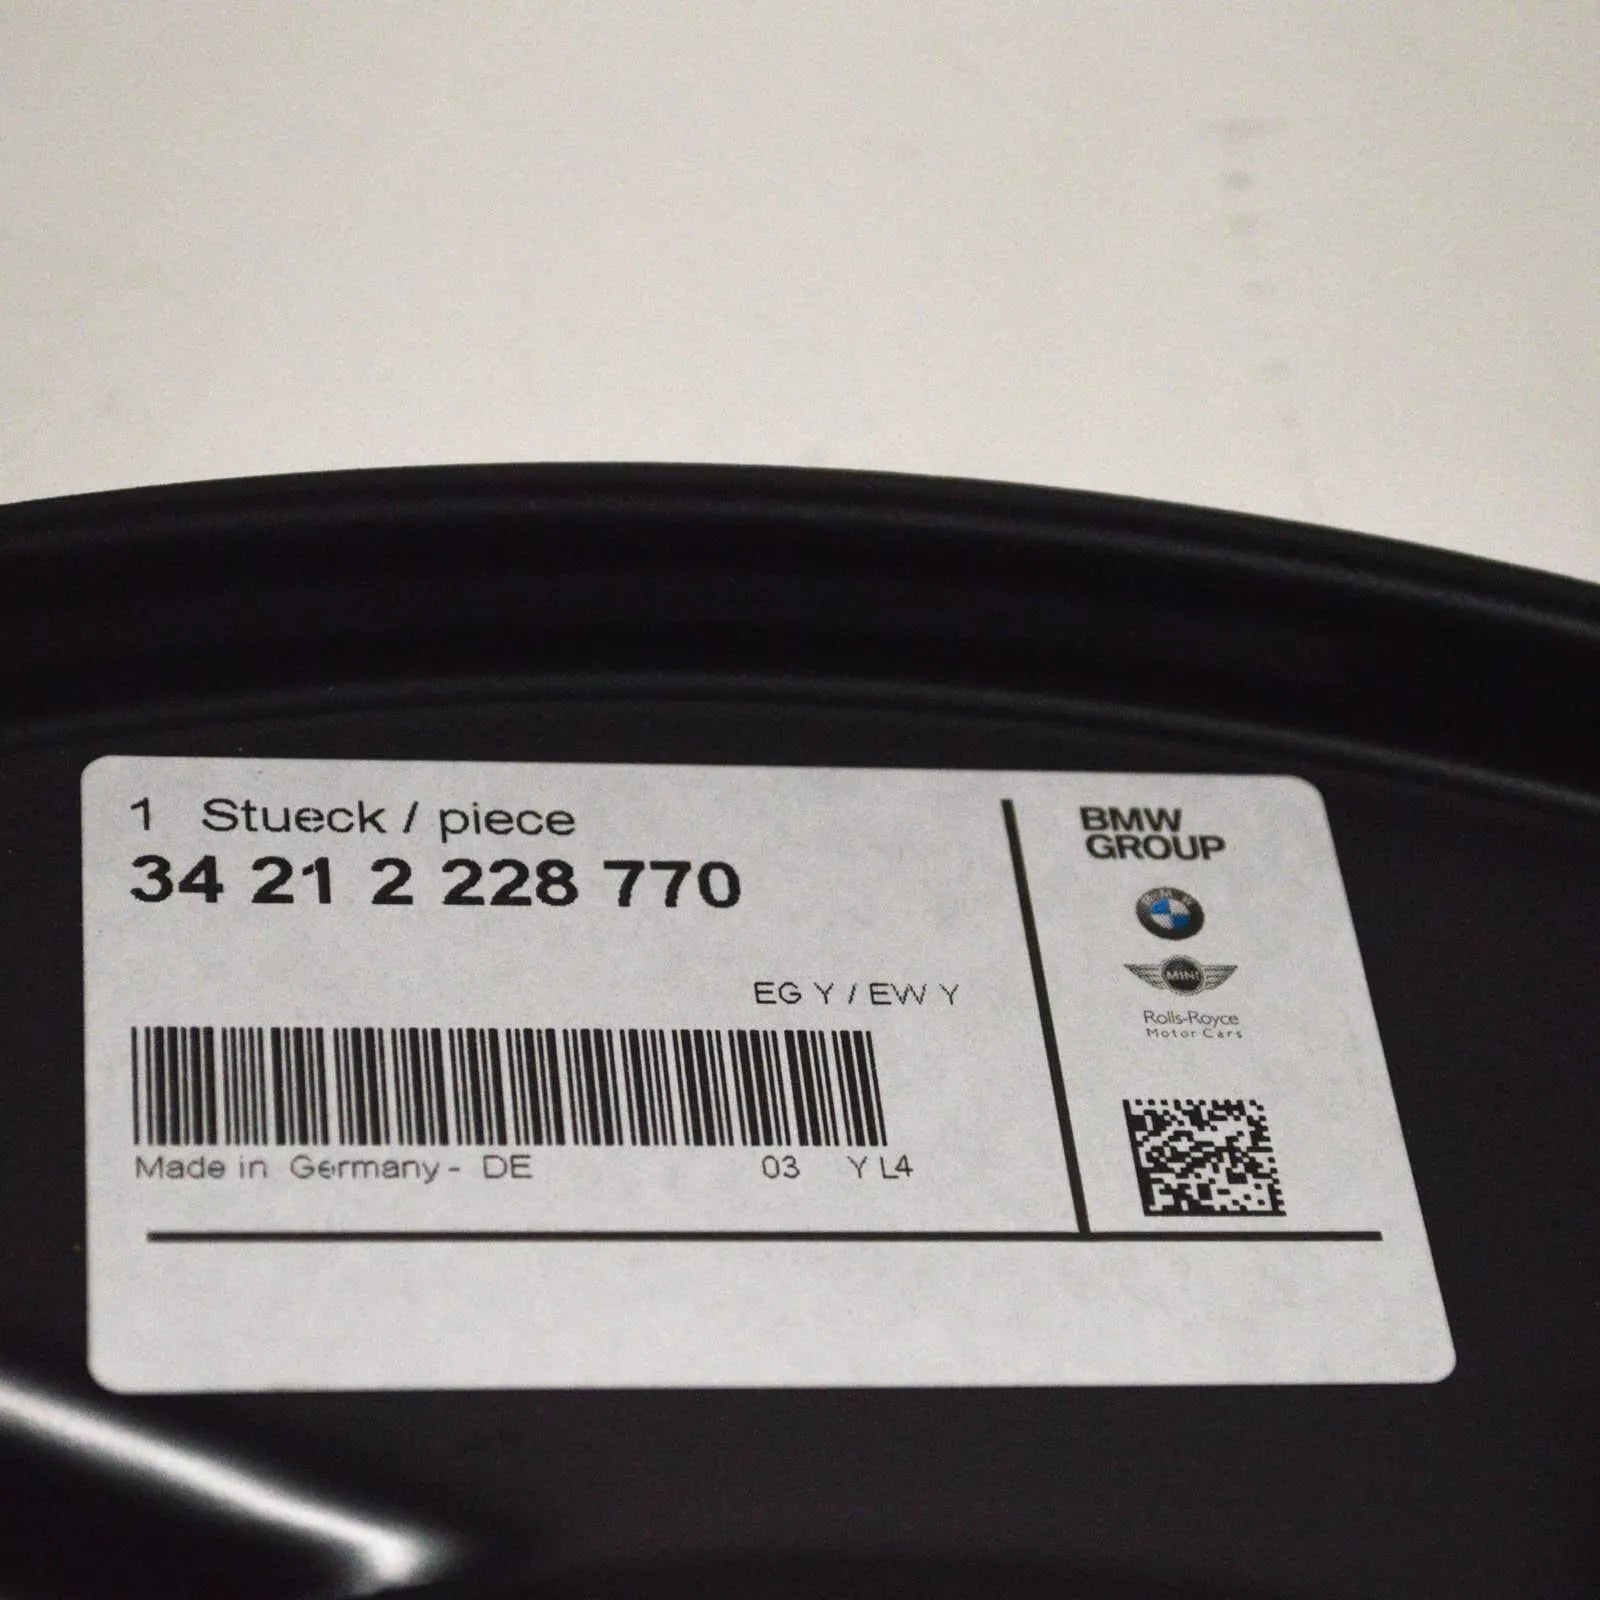 1 Stueck / piece
34 21 2 228 770
EG Y / EW Y
Made in Germany - DE 03 Y L4
BMW
GROUP
BMW
MINI
Rolls-Royce
Motor Cars